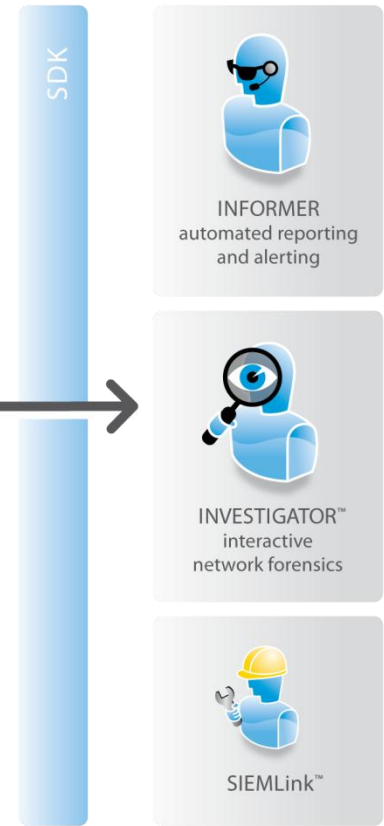 SDK
INFORMER
automated reporting
and alerting
INVESTIGATOR™
interactive
network forensics
SIEMLink™